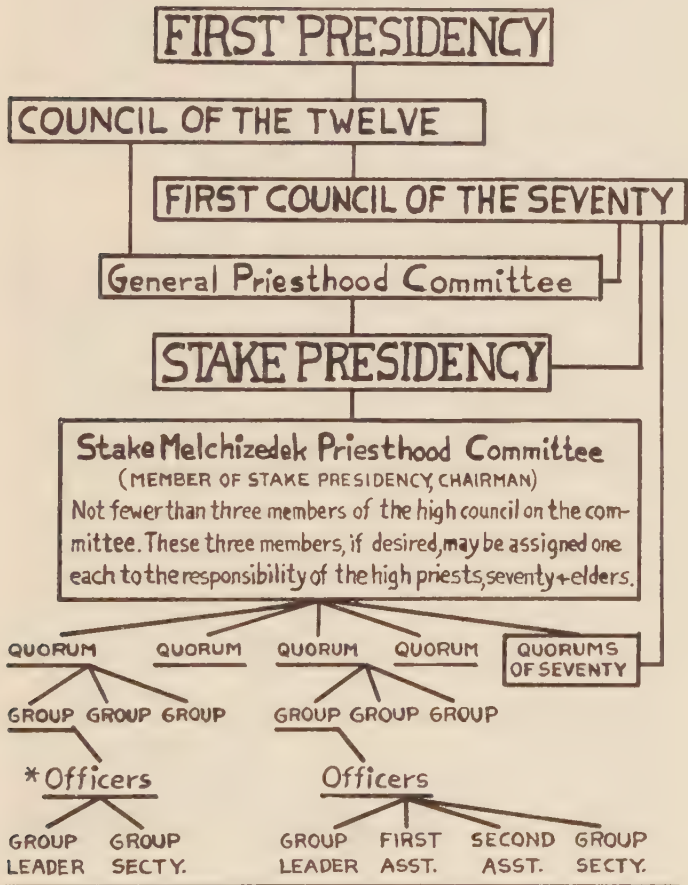 FIRST PRESIDENCY
COUNCIL OF THE TWELVE
FIRST COUNCIL OF THE SEVENTY
General Priesthood Committee
STAKE PRESIDENCY
Stake Melchizedek Priesthood Committee
(MEMBER OF STAKE PRESIDENCY, CHAIRMAN)
Not fewer than three members of the high council on the com-
mittee. These three members, if desired, may be assigned one
each to the responsibility of the high priests, seventy + elders.
QUORUM QUORUM QUORUM QUORUM QUORUMS
OF SEVENTY
GROUP GROUP GROUP GROUP GROUP GROUP
* Officers Officers
GROUP GROUP GROUP FIRST SECOND GROUP
LEADER SECTY. LEADER ASST. ASST. SECTY.